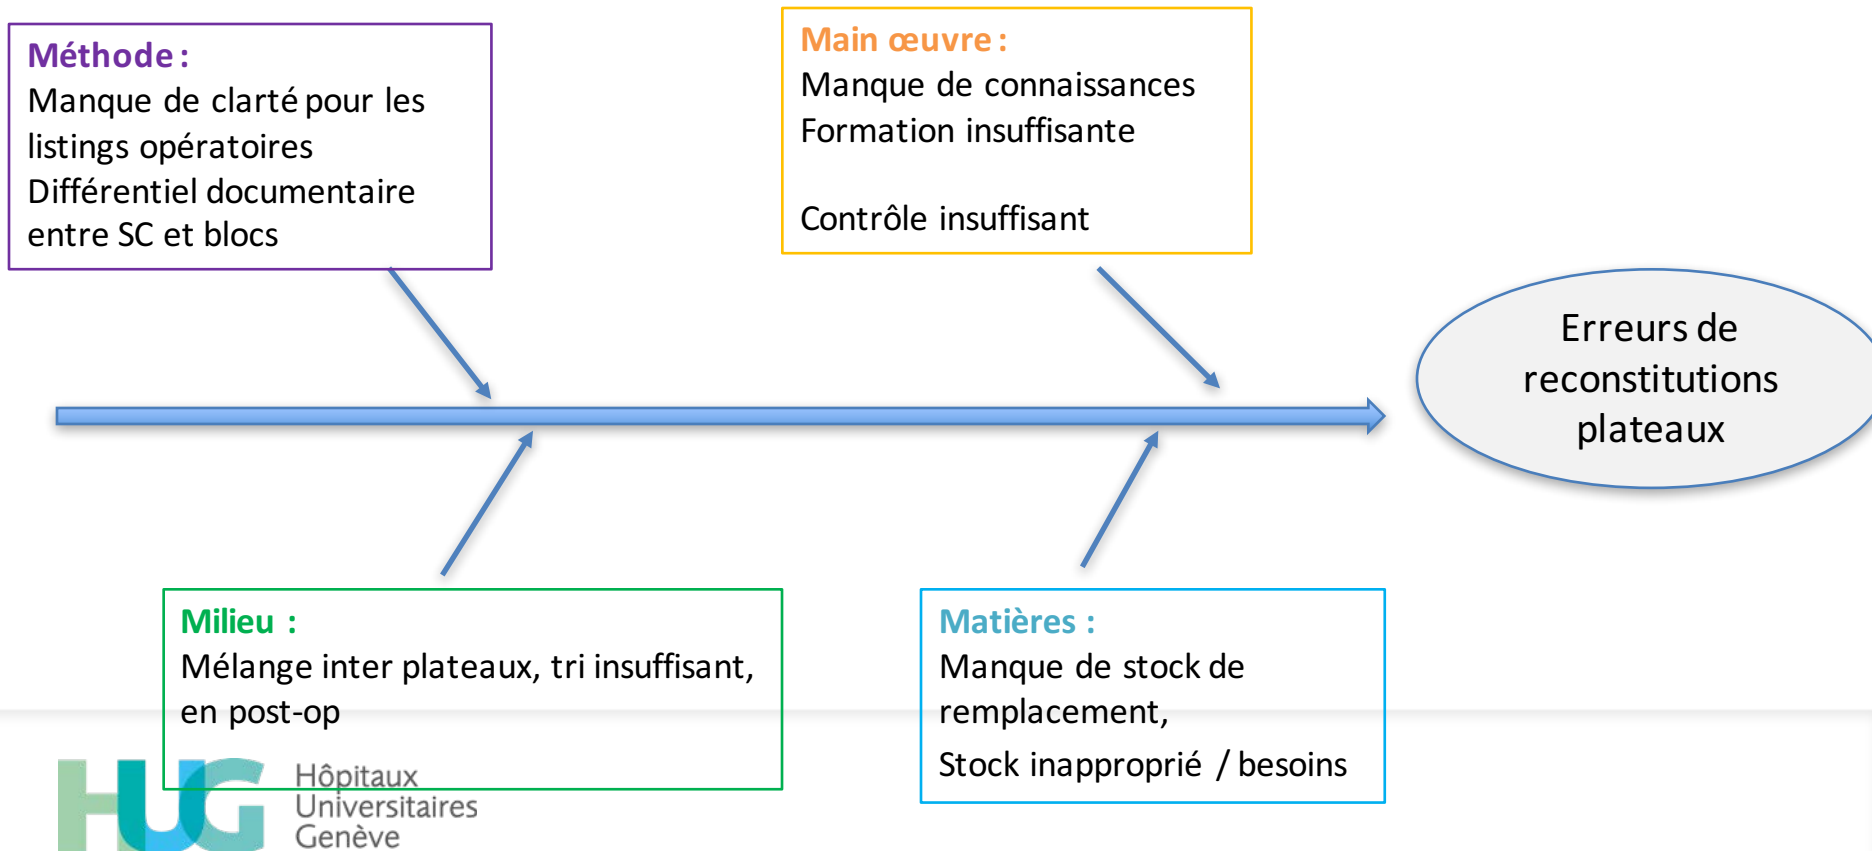 Méthode :
Manque de clarté pour les
listings opératoires
Différentiel documentaire
entre SC et blocs
Main œuvre :
Manque de connaissances
Formation insuffisante
Contrôle insuffisant
Erreurs de
reconstitutions
plateaux
Milieu :
Mélange inter plateaux, tri insuffisant,
en post-op
Matières :
Manque de stock de
remplacement,
Stock inapproprié / besoins
HUG
Hôpitaux
Universitaires
Genève